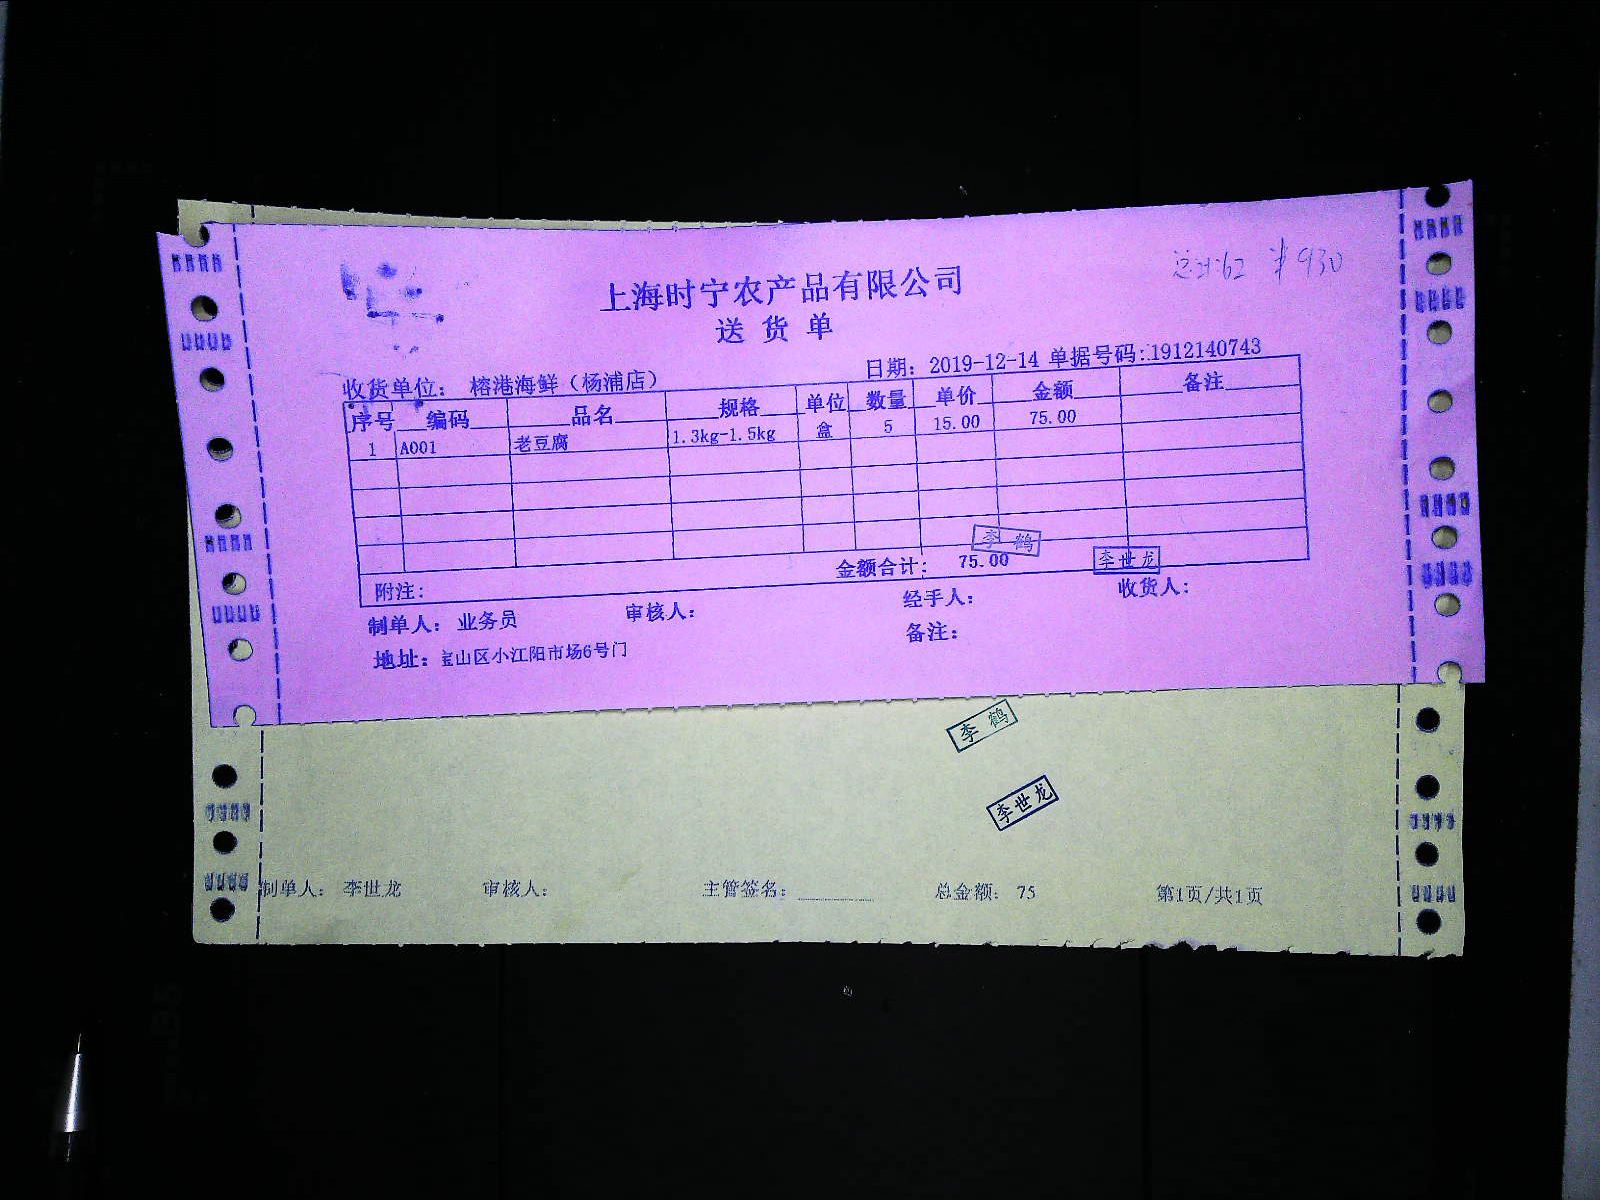 总计:62 ¥930
上海时宁农产品有限公司
送货单
日期: 2019-12-14 单据号码: 1912140743
收货单位: 榕港海鲜（杨浦店）
序号 编码 品名 规格 单位 数量 单价 金额 备注
1 A001 老豆腐 1.3kg-1.5kg 盒 5 15.00 75.00
李鹤
李世龙
附注: 金额合计: 75.00
制单人: 业务员 审核人: 经手人: 收货人:
地址: 宝山区小江阳市场6号门 备注:
李鹤
李世龙
制单人: 李世龙 审核人: 主管签名: 总金额: 75 第1页/共1页